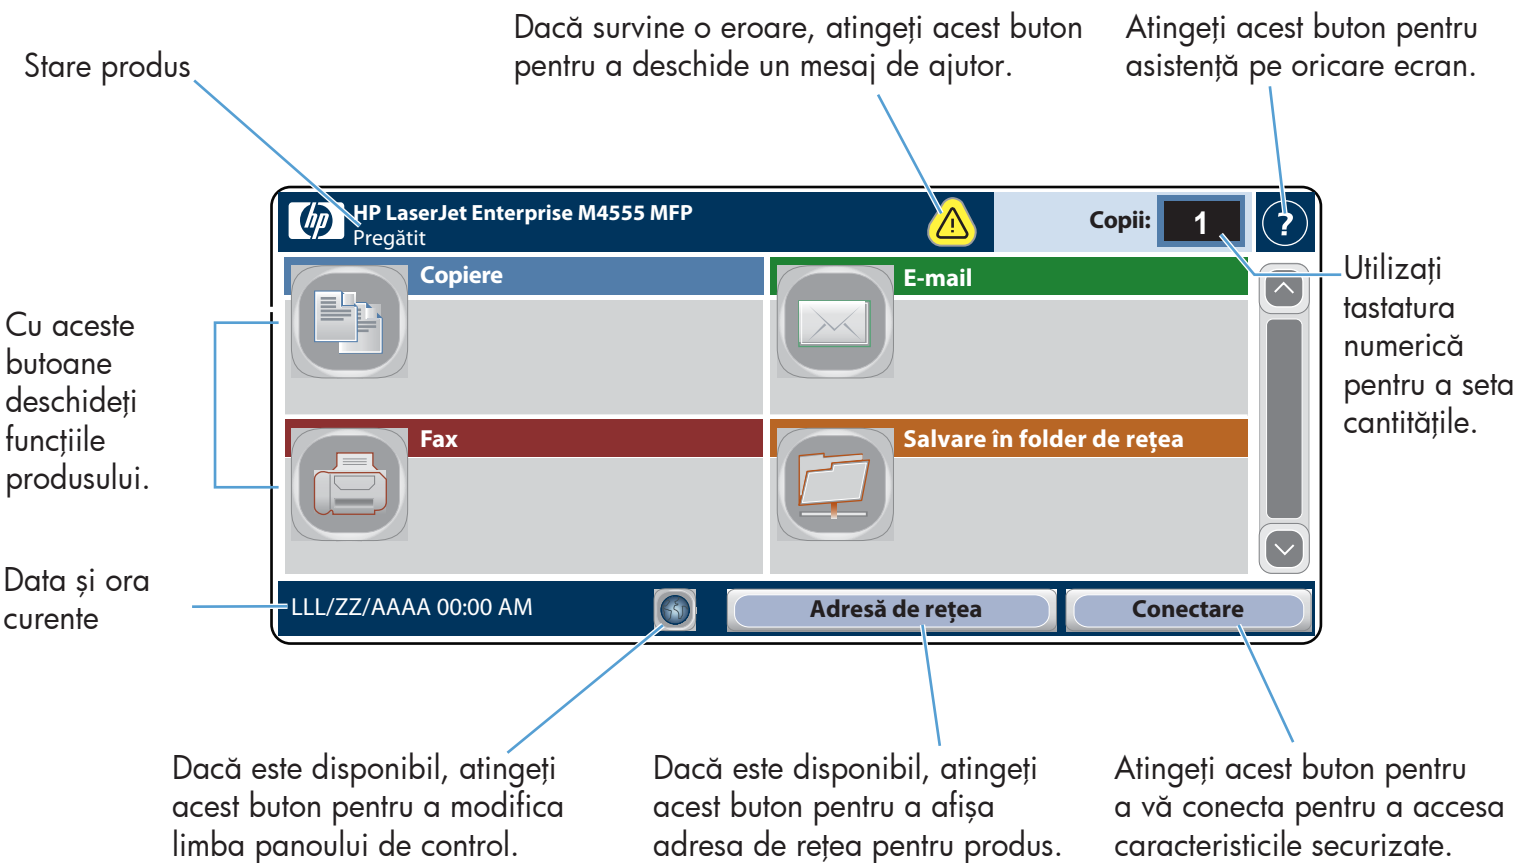 Dacă survine o eroare, atingeți acest buton
pentru a deschide un mesaj de ajutor.
Atingeți acest buton pentru
asistență pe oricare ecran.
Stare produs
hp
HP LaserJet Enterprise M4555 MFP
Pregătit
Copii:
1
?
Copiere
E-mail
Utilizați
tastatura
numerică
pentru a seta
cantitățile.
Cu aceste
butoane
deschideți
funcțiile
produsului.
Fax
Salvare în folder de rețea
Data și ora
curente
LLL/ZZ/AAAA 00:00 AM
Adresă de rețea
Conectare
Dacă este disponibil, atingeți
acest buton pentru a modifica
limba panoului de control.
Dacă este disponibil, atingeți
acest buton pentru a afișa
adresa de rețea pentru produs.
Atingeți acest buton pentru
a vă conecta pentru a accesa
caracteristicile securizate.